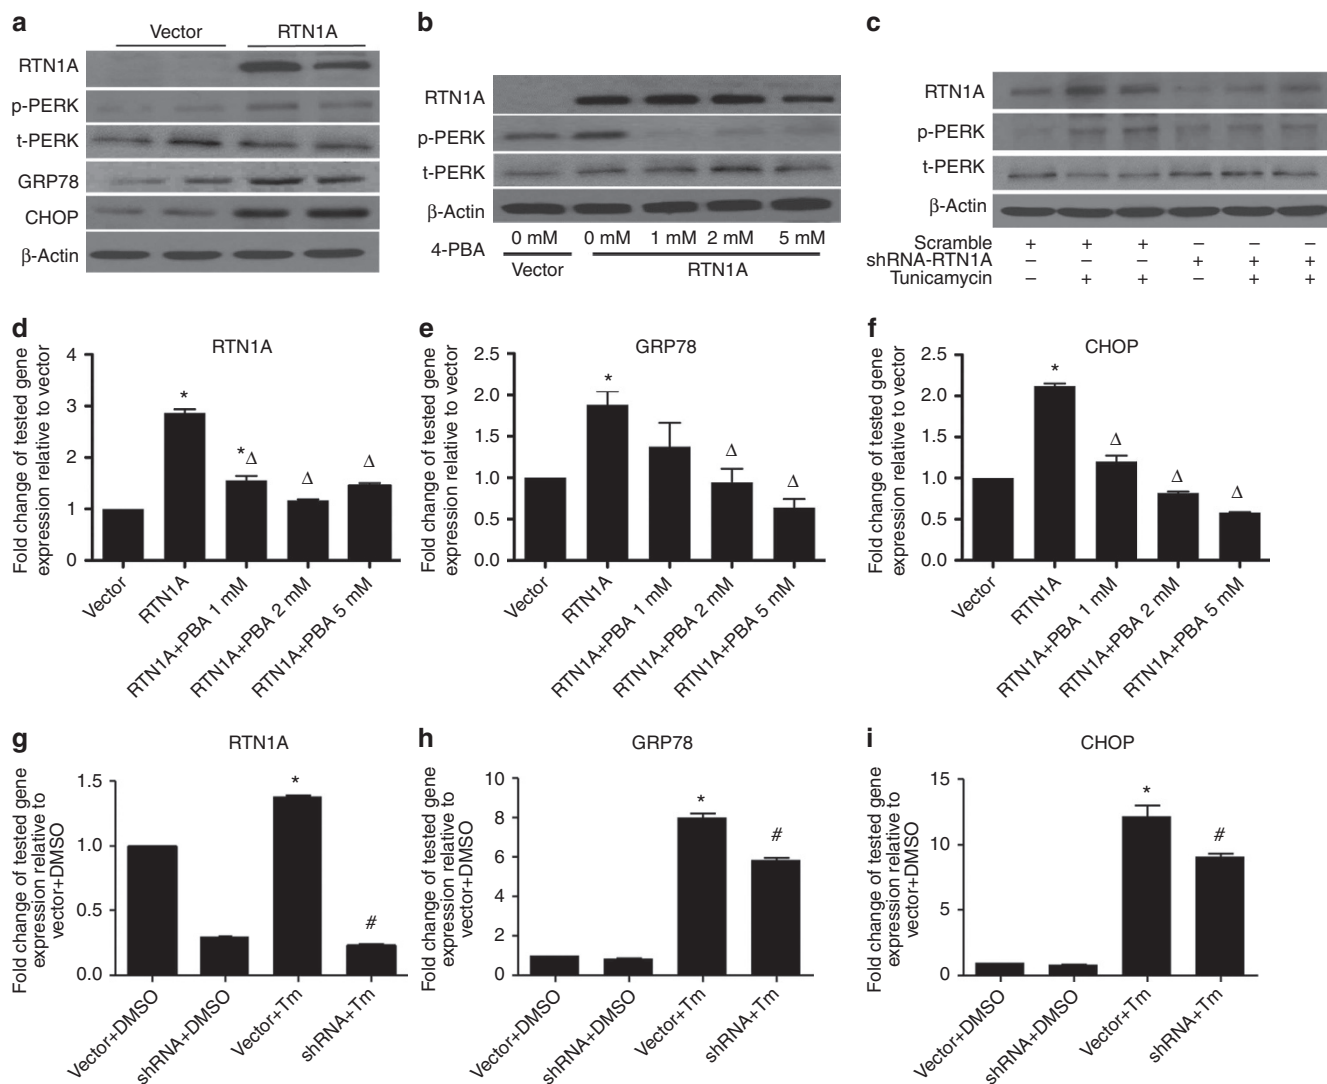 a
Vector RTN1A
RTN1A
p-PERK
t-PERK
GRP78
CHOP
β-Actin
b
RTN1A
p-PERK
t-PERK
β-Actin
0 mM 0 mM 1 mM 2 mM 5 mM
4-PBA
Vector RTN1A
c
RTN1A
p-PERK
t-PERK
β-Actin
Scramble + + + – – –
shRNA-RTN1A – – – + + +
Tunicamycin – + + – + +
d
RTN1A
Fold change of tested gene
expression relative to vector
4
3
2
1
0
*
*Δ
Δ
Δ
Vector
RTN1A
RTN1A+PBA 1 mM
RTN1A+PBA 2 mM
RTN1A+PBA 5 mM
e
GRP78
Fold change of tested gene
expression relative to vector
2.5
2.0
1.5
1.0
0.5
0.0
*
Δ
Δ
Vector
RTN1A
RTN1A+PBA 1 mM
RTN1A+PBA 2 mM
RTN1A+PBA 5 mM
f
CHOP
Fold change of tested gene
expression relative to vector
2.5
2.0
1.5
1.0
0.5
0.0
*
Δ
Δ
Δ
Vector
RTN1A
RTN1A+PBA 1 mM
RTN1A+PBA 2 mM
RTN1A+PBA 5 mM
g
RTN1A
Fold change of tested gene
expression relative to
vector+DMSO
1.5
1.0
0.5
0.0
*
#
Vector+DMSO
shRNA+DMSO
Vector+Tm
shRNA+Tm
h
GRP78
Fold change of tested gene
expression relative to
vector+DMSO
10
8
6
4
2
0
*
#
Vector+DMSO
shRNA+DMSO
Vector+Tm
shRNA+Tm
i
CHOP
Fold change of tested gene
expression relative to
vector+DMSO
15
10
5
0
*
#
Vector+DMSO
shRNA+DMSO
Vector+Tm
shRNA+Tm